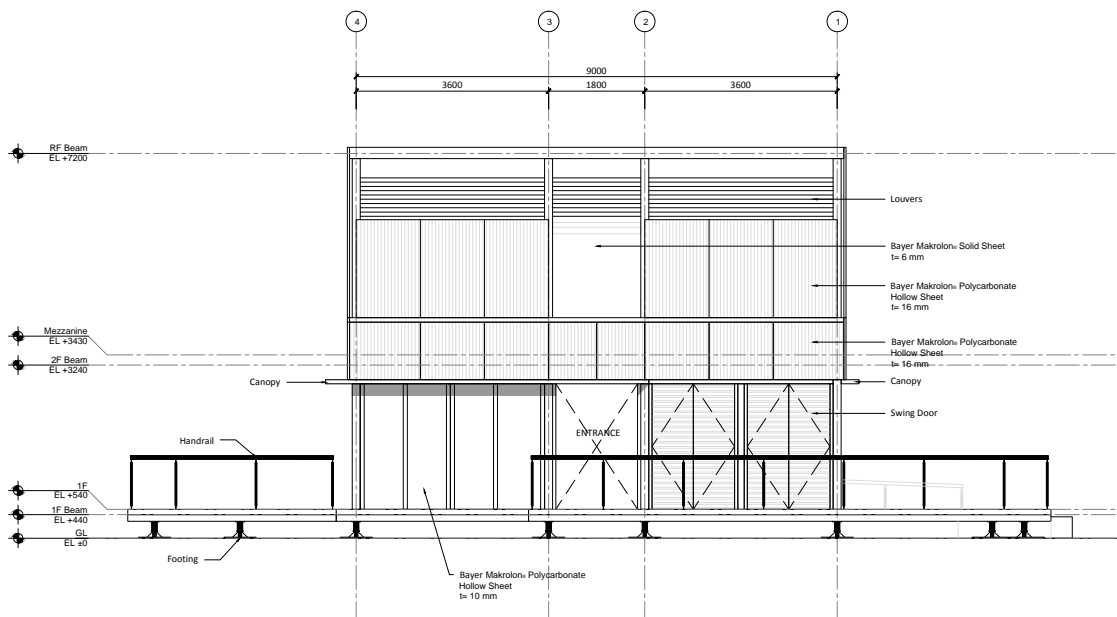 4
3
2
1
9000
3600
1800
3600
RF Beam
EL +7200
Louvers
Bayer Makrolon® Solid Sheet
t= 6 mm
Bayer Makrolon® Polycarbonate
Hollow Sheet
t= 16 mm
Mezzanine
EL +3430
Bayer Makrolon® Polycarbonate
Hollow Sheet
t= 16 mm
2F Beam
EL +3240
Canopy
Canopy
Swing Door
ENTRANCE
Handrail
1F
EL +540
1F Beam
EL +440
GL
EL ±0
Footing
Bayer Makrolon® Polycarbonate
Hollow Sheet
t= 10 mm